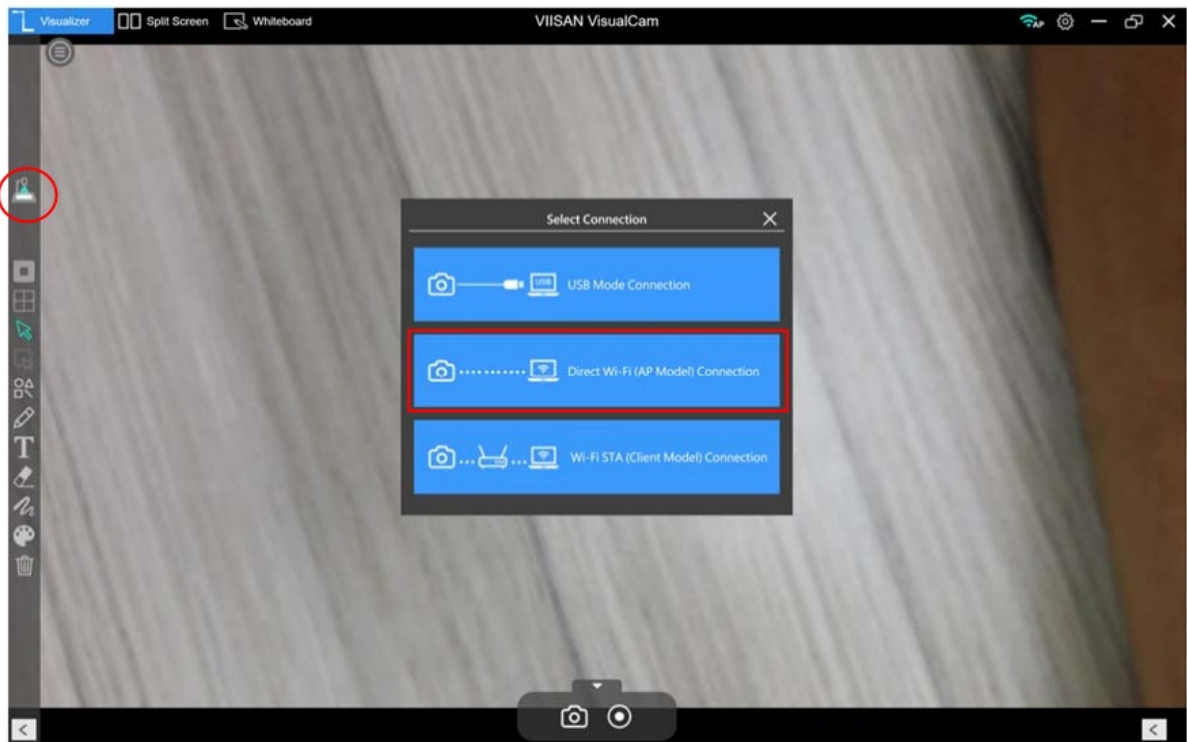 Visualizer Split Screen Whiteboard VIISAN VisualCam AP
Select Connection
USB USB Mode Connection
Direct Wi-Fi (AP Model) Connection
Wi-Fi STA (Client Model) Connection
T